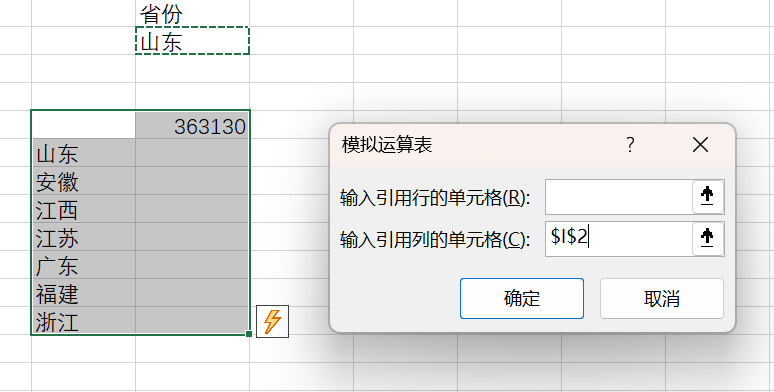 省份
山东
363130
山东
安徽
江西
江苏
广东
福建
浙江
模拟运算表 ?
输入引用行的单元格(R):
输入引用列的单元格(C): $I$2
确定 取消